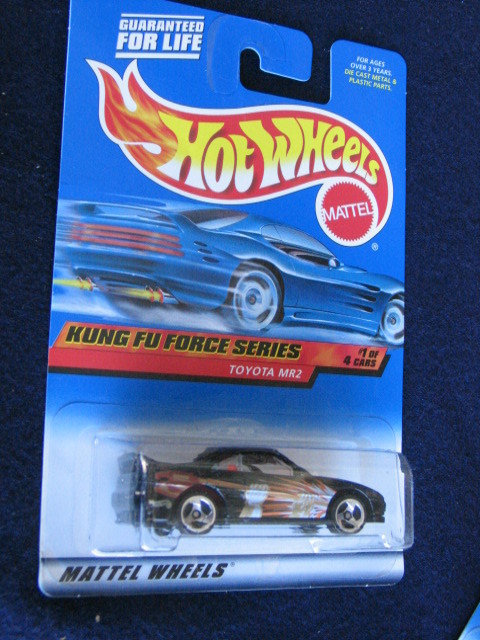 GUARANTEED
FOR LIFE
FOR AGES
OVER 3 YEARS.
DIE CAST METAL &
PLASTIC PARTS.
HOT WHEELS
MATTEL
®
KUNG FU FORCE SERIES
#1 OF
4 CARS
TOYOTA MR2
MATTEL WHEELS®